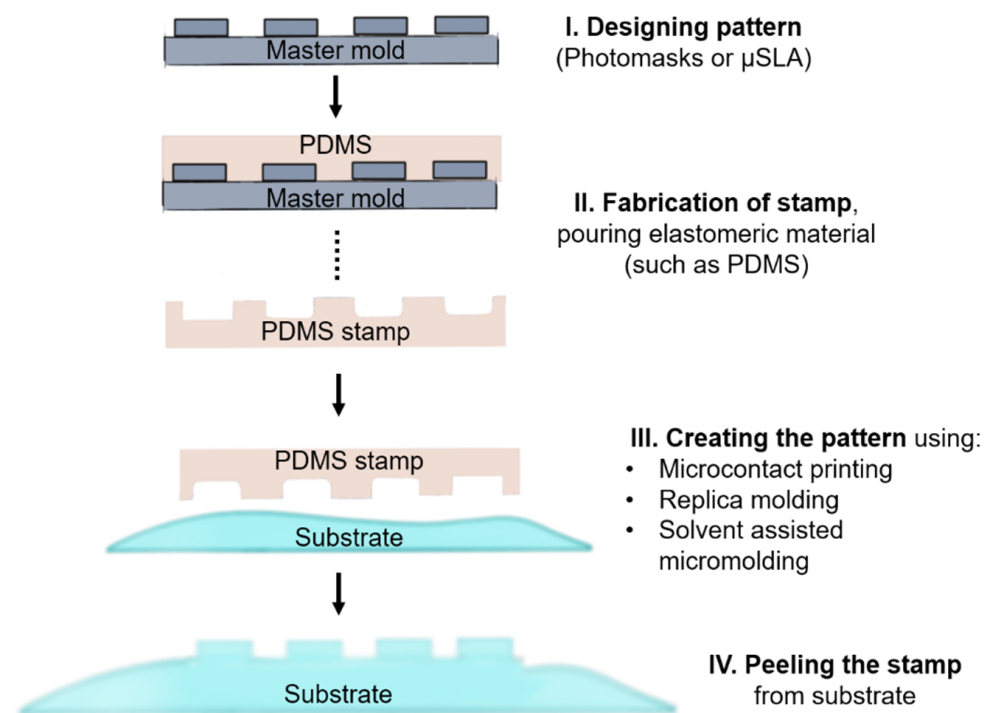 I. Designing pattern
(Photomasks or µSLA)
Master mold
PDMS
Master mold
II. Fabrication of stamp,
pouring elastomeric material
(such as PDMS)
PDMS stamp
III. Creating the pattern using:
• Microcontact printing
• Replica molding
• Solvent assisted
micromolding
PDMS stamp
Substrate
IV. Peeling the stamp
from substrate
Substrate